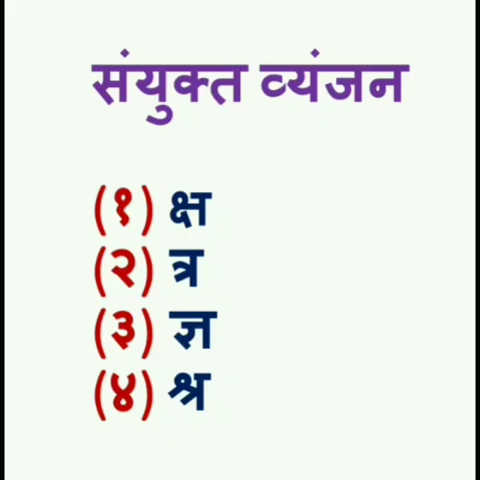 संयुक्त व्यंजन
(१) क्ष
(२) त्र
(३) ज्ञ
(४) श्र